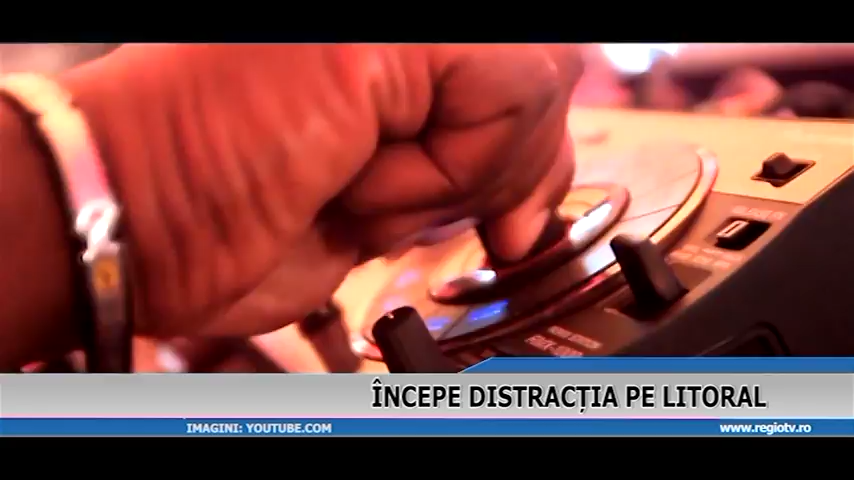 ÎNCEPE DISTRACȚIA PE LITORAL
IMAGINI: YOUTUBE.COM
www.regiotv.ro